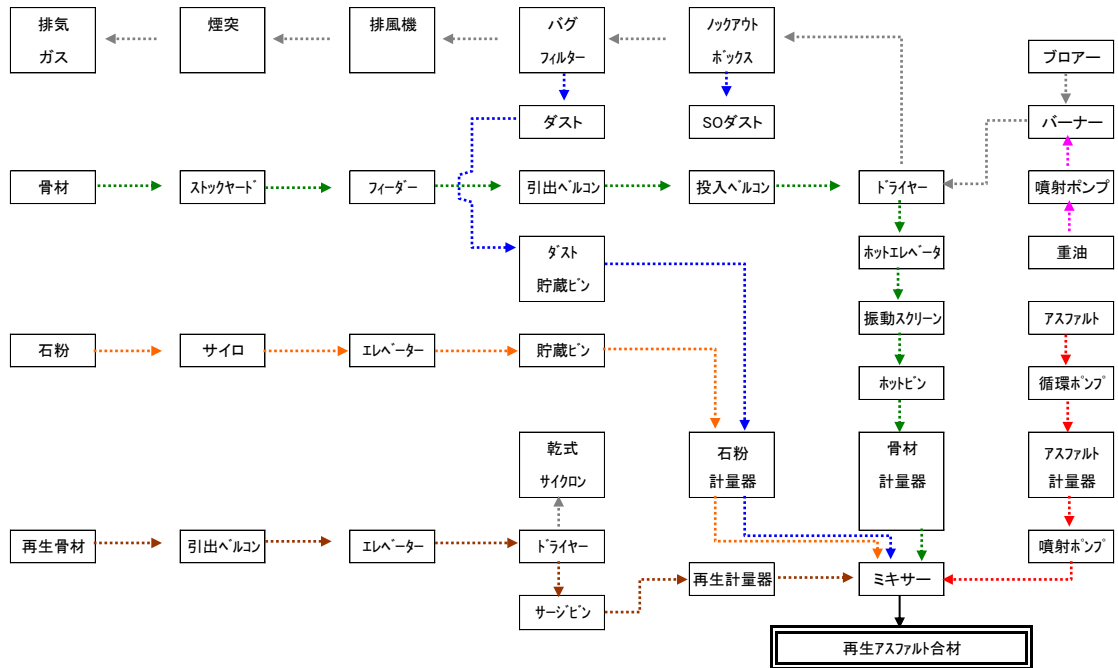 排気
ガス
煙突
排風機
バグ
フィルター
ノックアウト
ボックス
ブロアー
ダスト
SOダスト
バーナー
骨材
ストックヤード
フィーダー
引出ベルコン
投入ベルコン
ドライヤー
噴射ポンプ
ダスト
貯蔵ビン
ホットエレベータ
重油
石粉
サイロ
エレベーター
貯蔵ビン
振動スクリーン
アスファルト
ホットビン
循環ポンプ
乾式
サイクロン
石粉
計量器
骨材
計量器
アスファルト
計量器
再生骨材
引出ベルコン
エレベーター
ドライヤー
噴射ポンプ
サージビン
再生計量器
ミキサー
再生アスファルト合材